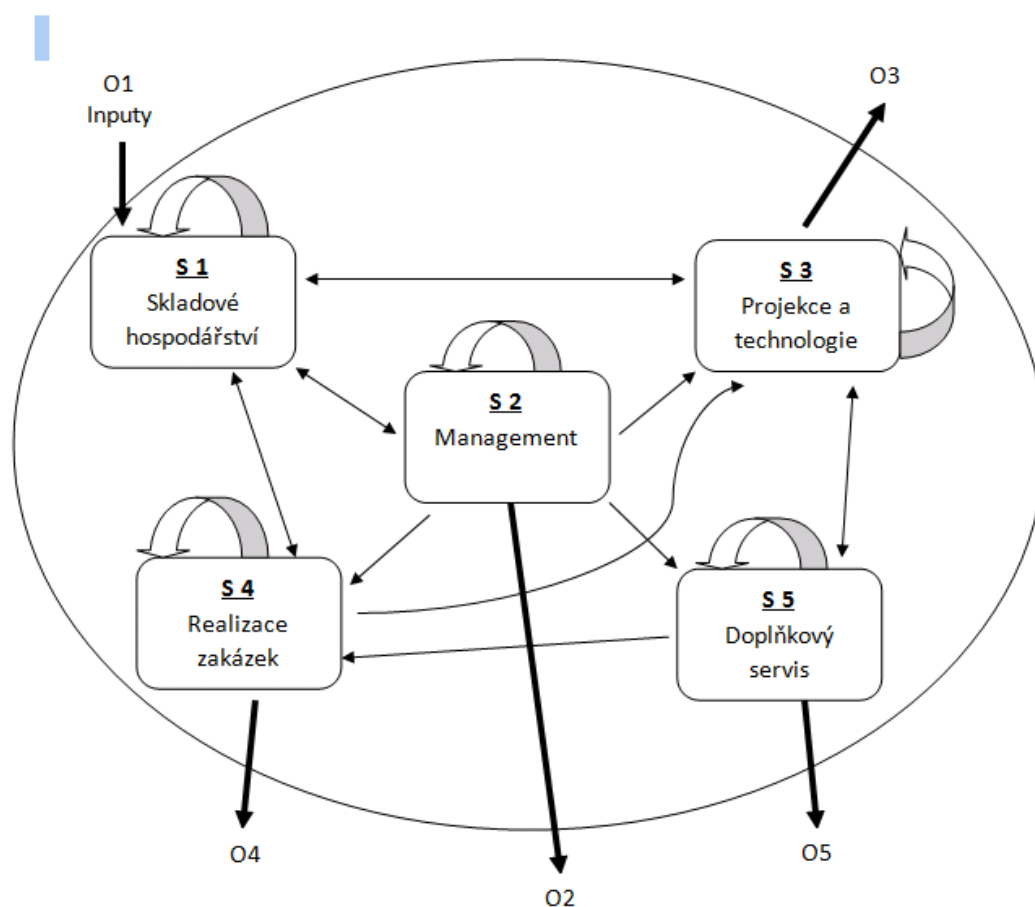 O1
Inputy
O3
S 1
Skladové
hospodářství
S 3
Projekce a
technologie
S 2
Management
S 4
Realizace
zakázek
S 5
Doplňkový
servis
O4
O2
O5